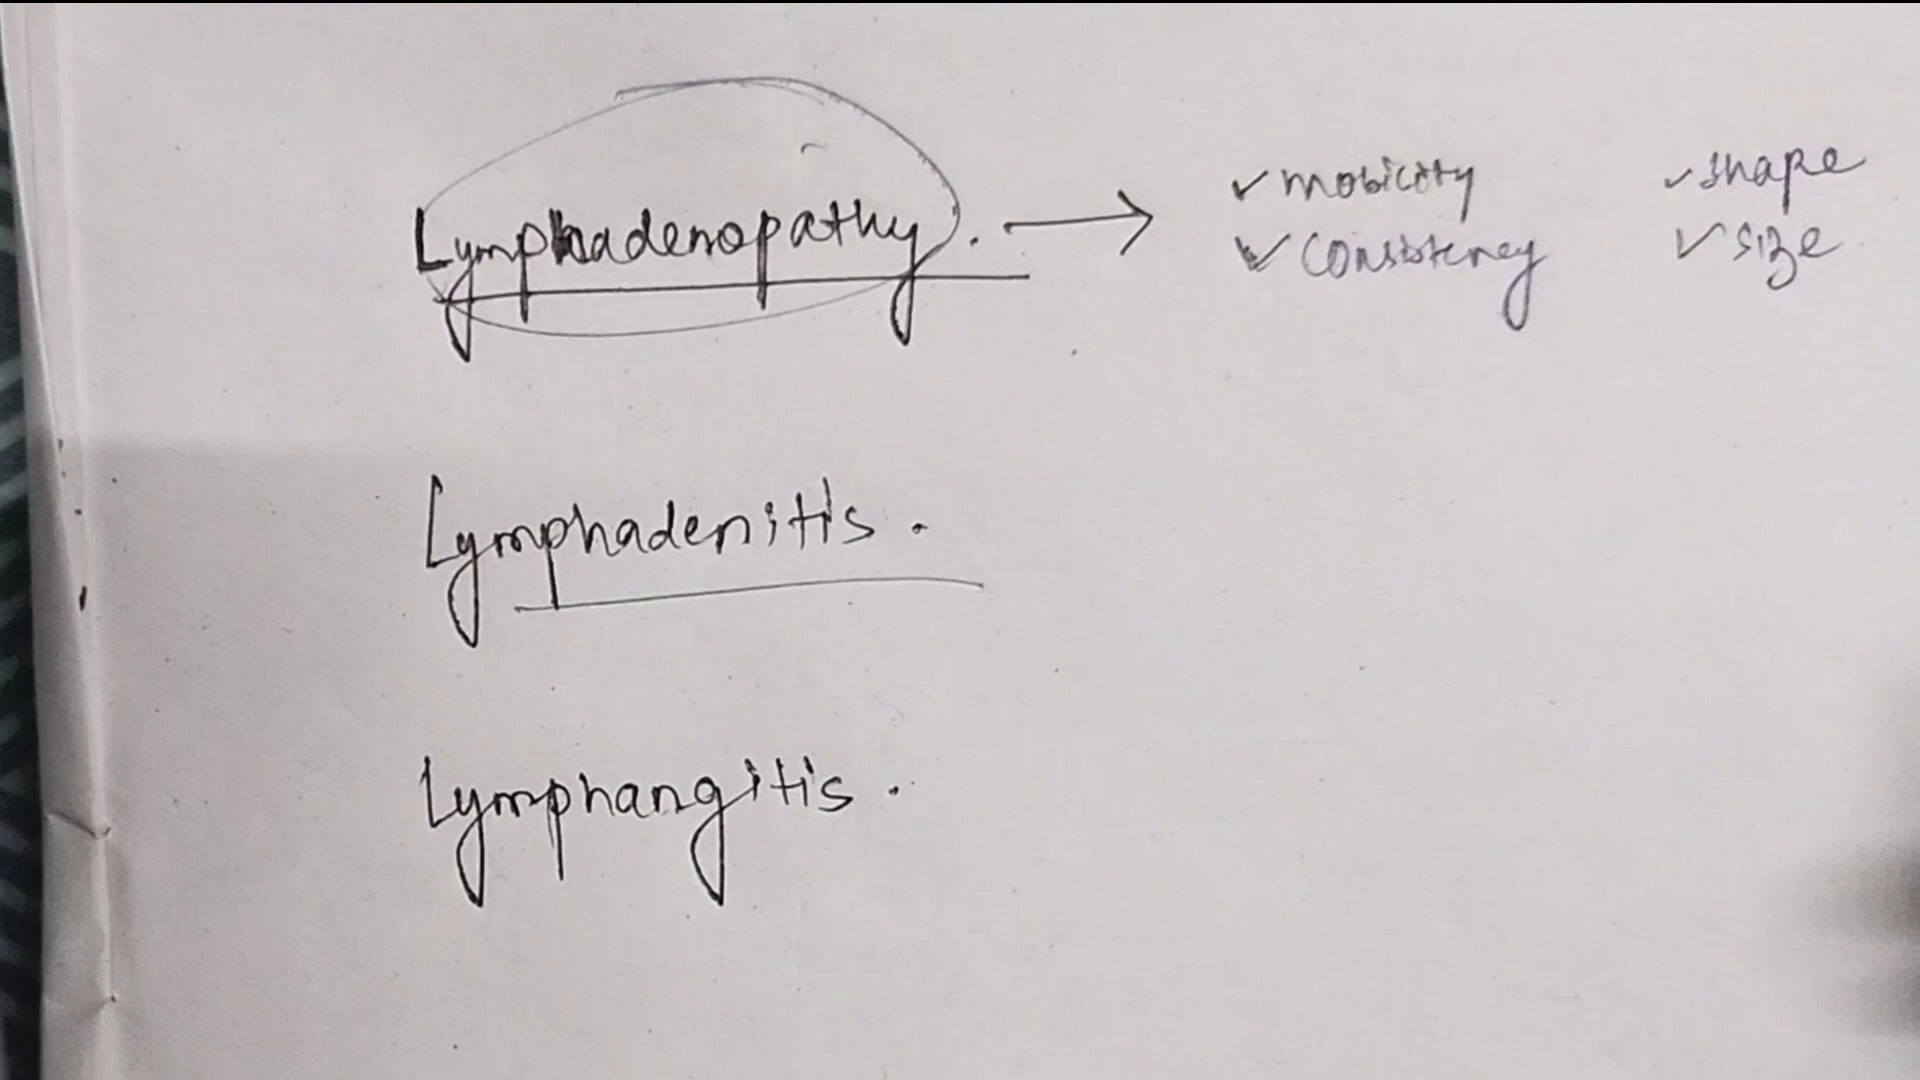 Lymphadenopathy. → ✓ mobility ✓ shape
✓ consistency ✓ size
Lymphadenitis.
Lymphangitis.